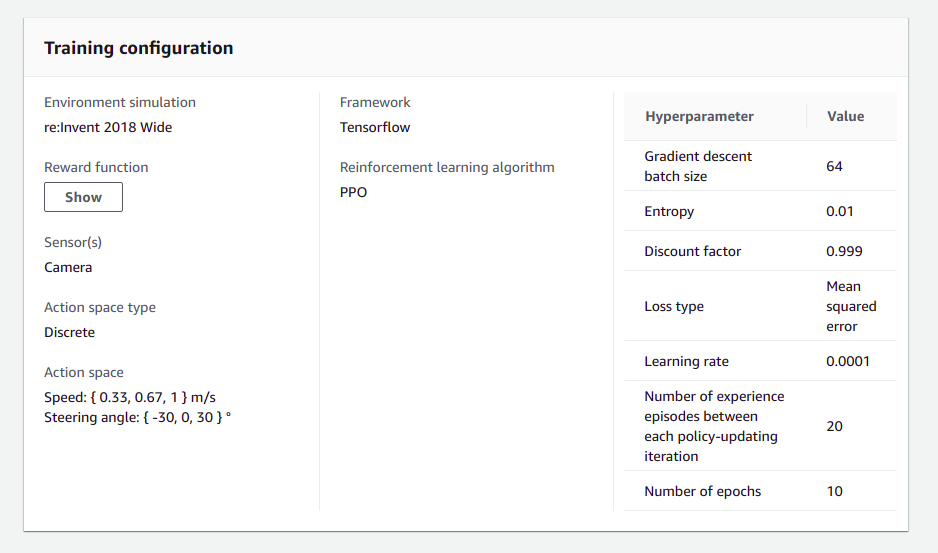 Training configuration
Environment simulation
re:Invent 2018 Wide
Reward function
Show
Sensor(s)
Camera
Action space type
Discrete
Action space
Speed: { 0.33, 0.67, 1 } m/s
Steering angle: { -30, 0, 30 } °
Framework
Tensorflow
Reinforcement learning algorithm
PPO
Hyperparameter Value
Gradient descent
batch size
64
Entropy 0.01
Discount factor 0.999
Loss type
Mean
squared
error
Learning rate 0.0001
Number of experience
episodes between
each policy-updating
iteration
20
Number of epochs 10